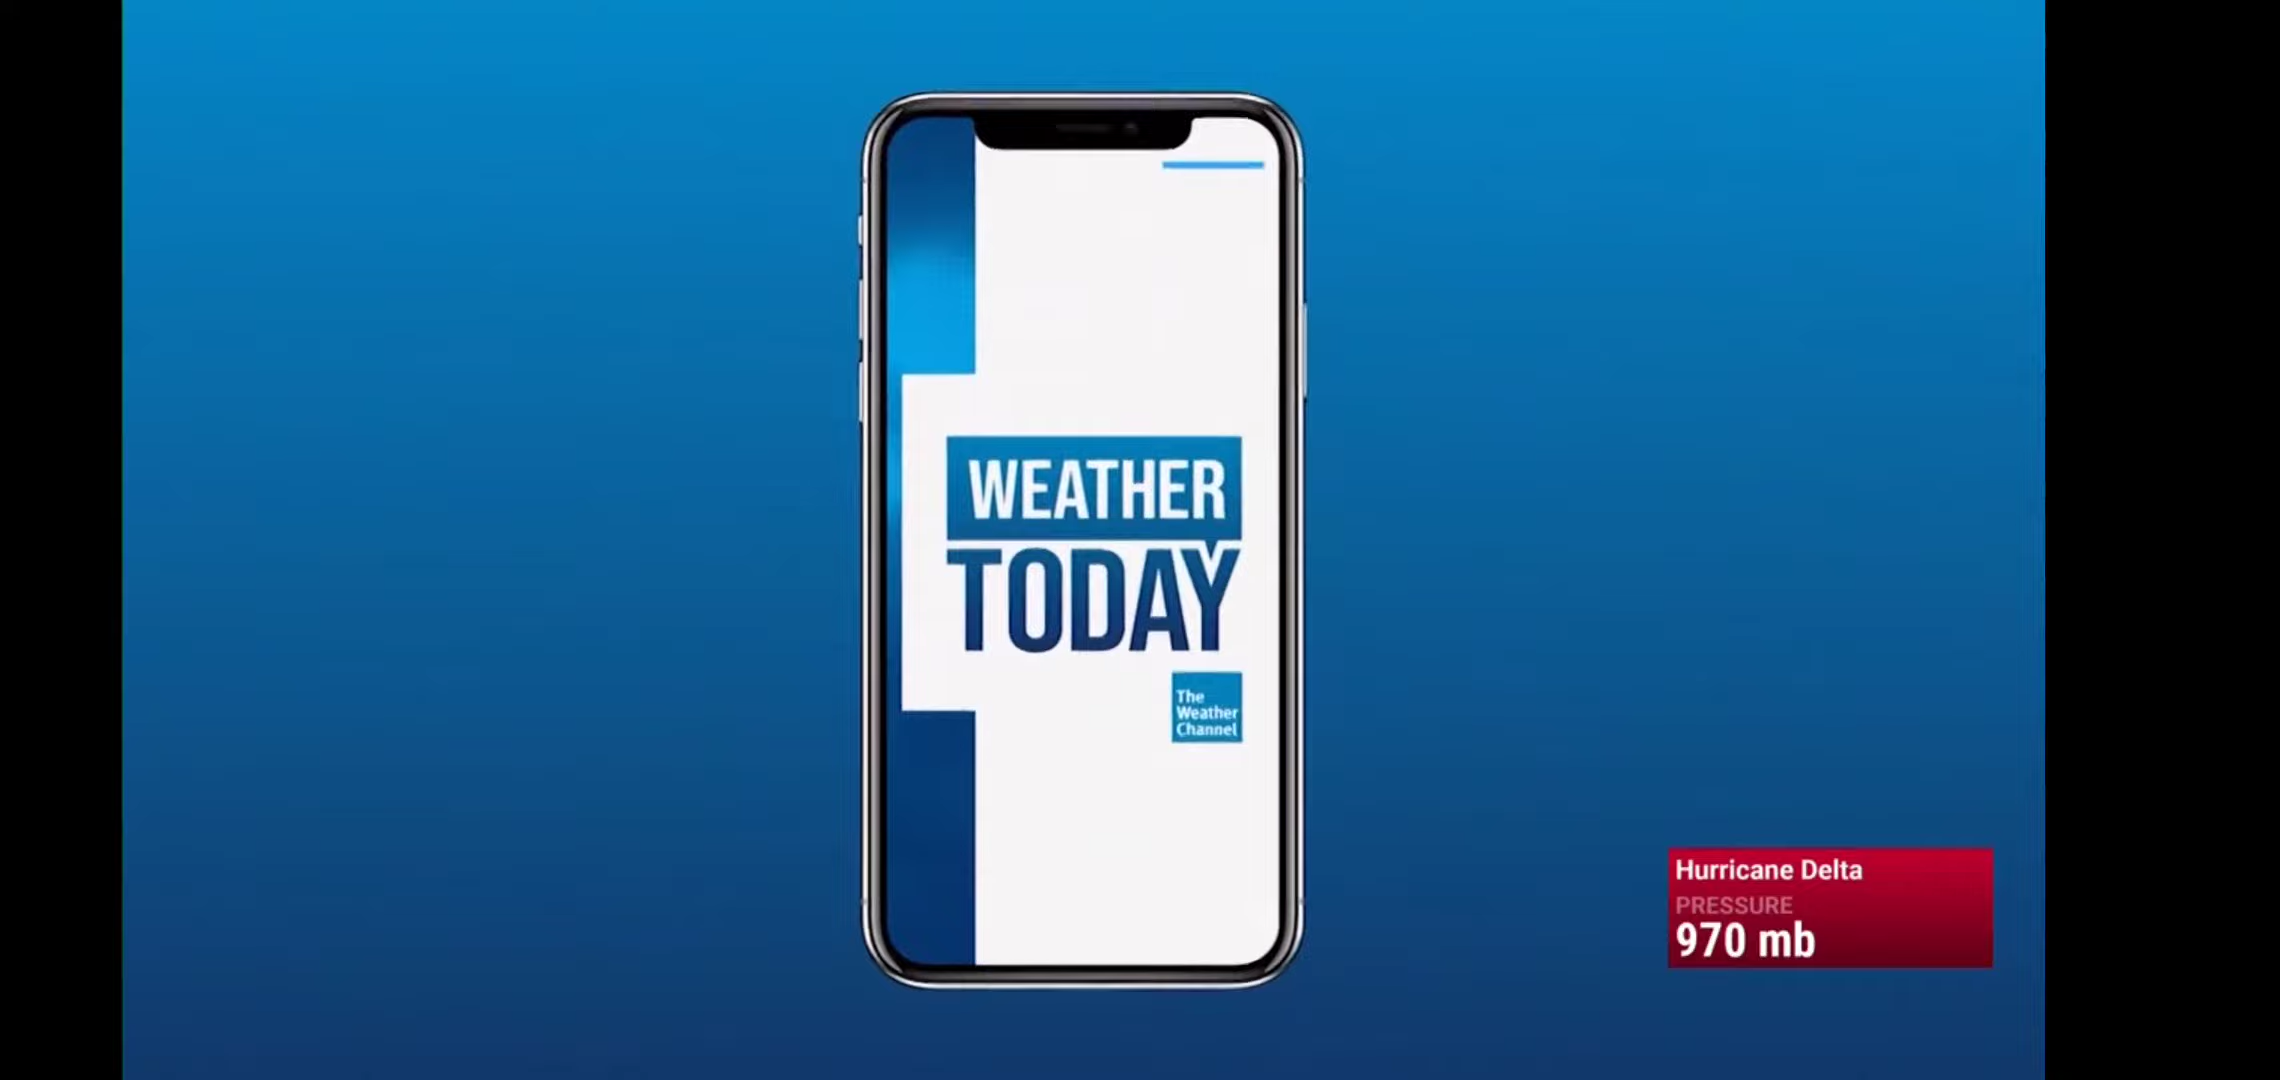 WEATHER
TODAY
The
Weather
Channel
Hurricane Delta
PRESSURE
970 mb